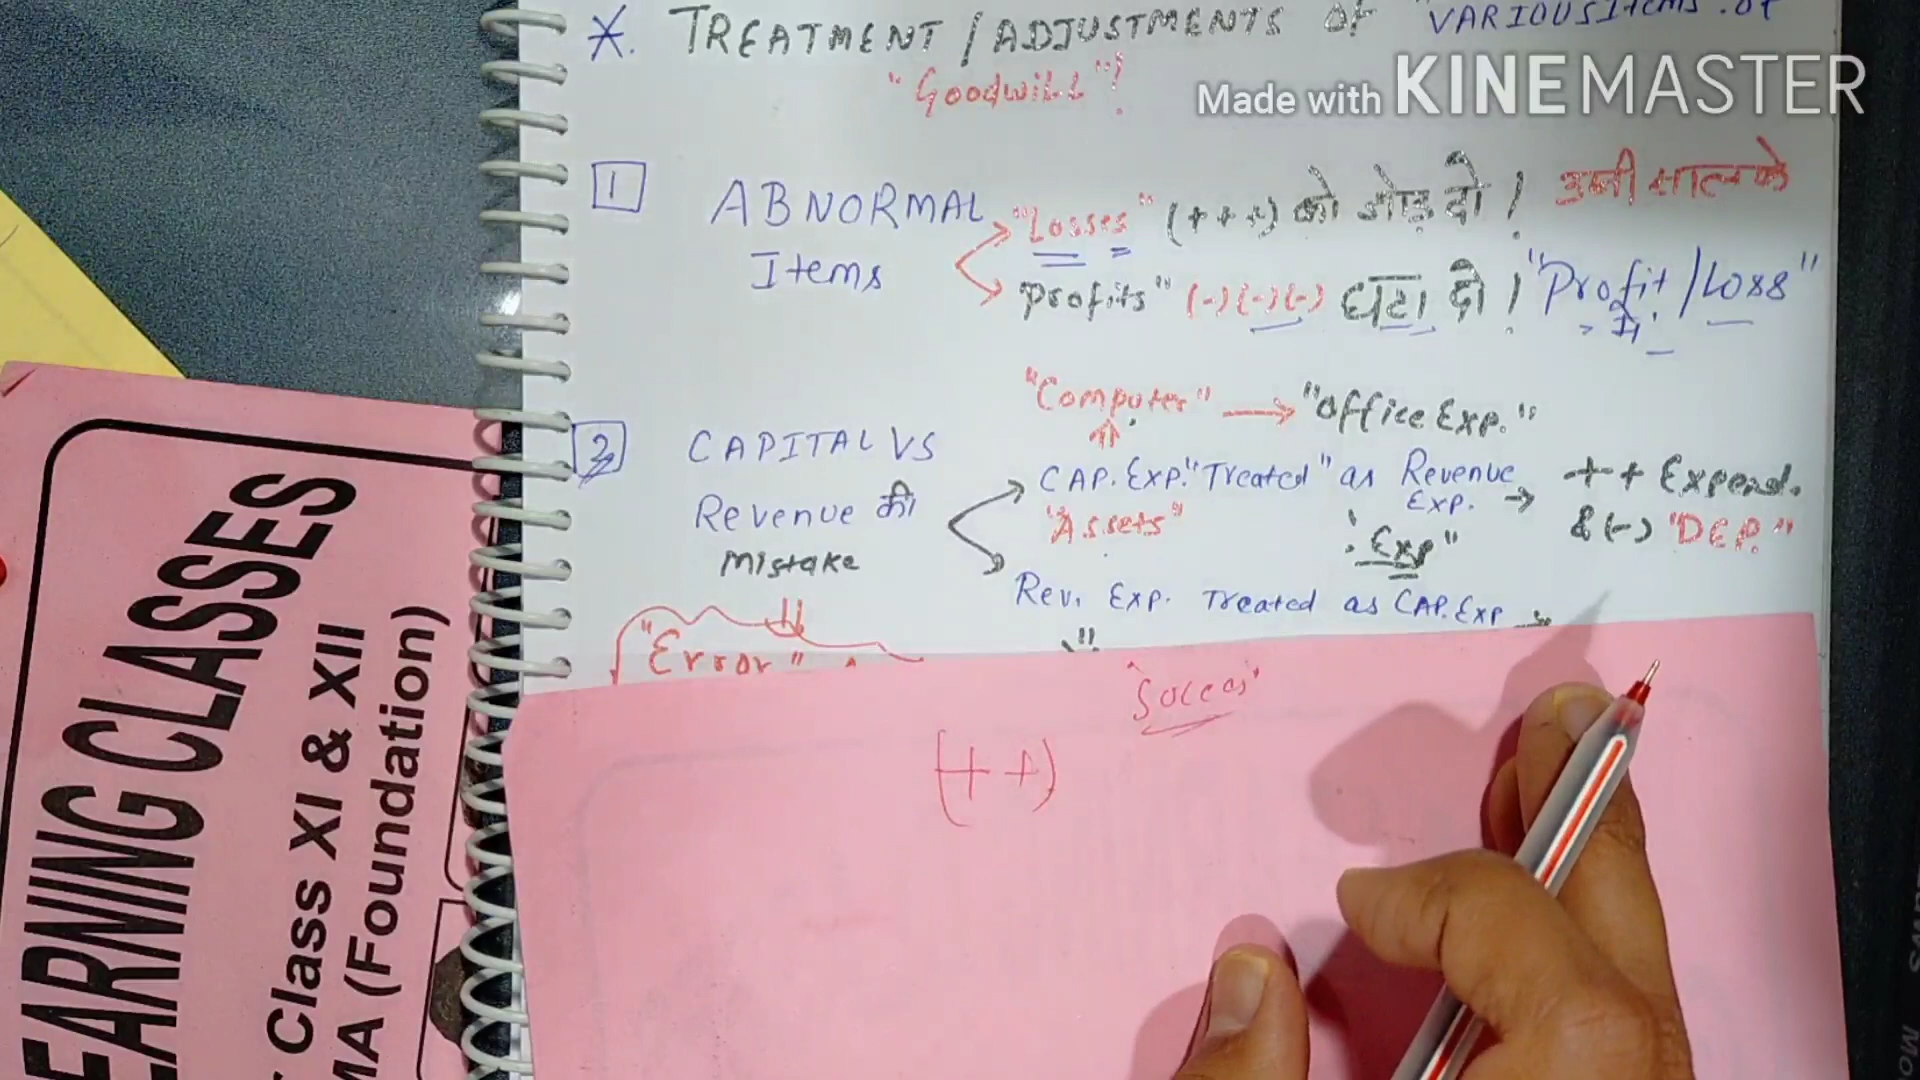 *. TREATMENT / ADJUSTMENTS OF "VARIOUS Items. OF
"Goodwill"!
Made with KINEMASTER
1 ABNORMAL Items
"Losses" (+++) को जोड़ दो ! उसी साल के
profits" (-)(-)(-) घटा दो ! "Profit / Loss"
में
"Computer" → "Office Exp."
2 CAPITAL VS Revenue की Mistake
CAP. EXP. "Treated" as Revenue Exp. → ++ Expend.
"Assets" "Exp" & (-) "DEP."
Rev. Exp. Treated as CAP. Exp →
"Error"
(++)
EARNING CLASSES
Class XI & XII
MA (Foundation)